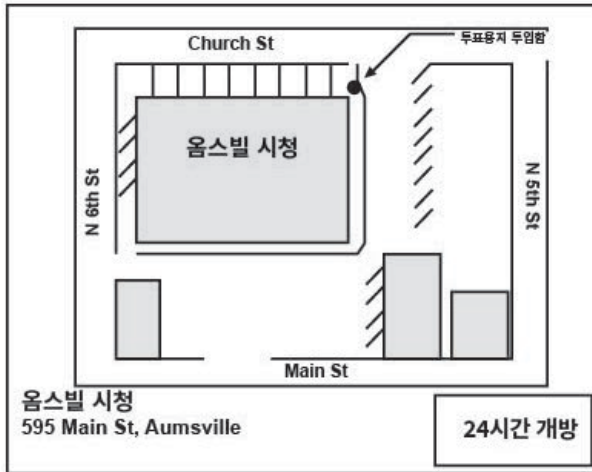 Church St
투표용지 투입함
옴스빌 시청
N 6th St
N 5th St
Main St
옴스빌 시청
595 Main St, Aumsville
24시간 개방